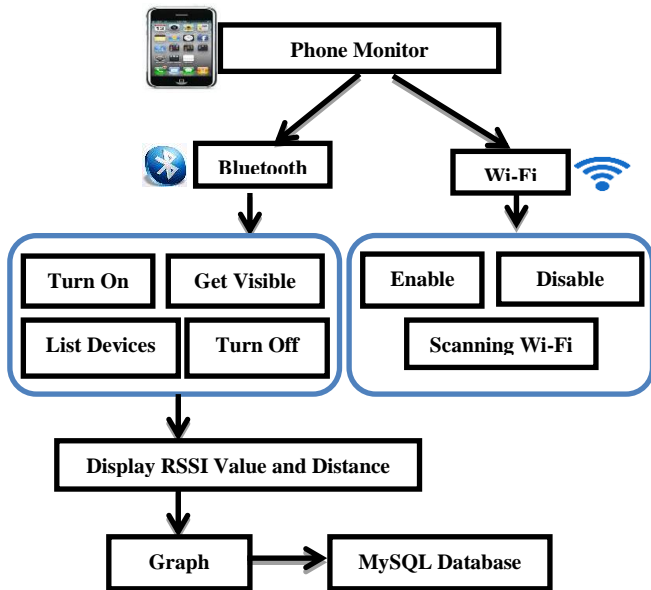 Phone Monitor
Bluetooth
Wi-Fi
Turn On
Get Visible
Enable
Disable
List Devices
Turn Off
Scanning Wi-Fi
Display RSSI Value and Distance
Graph
MySQL Database